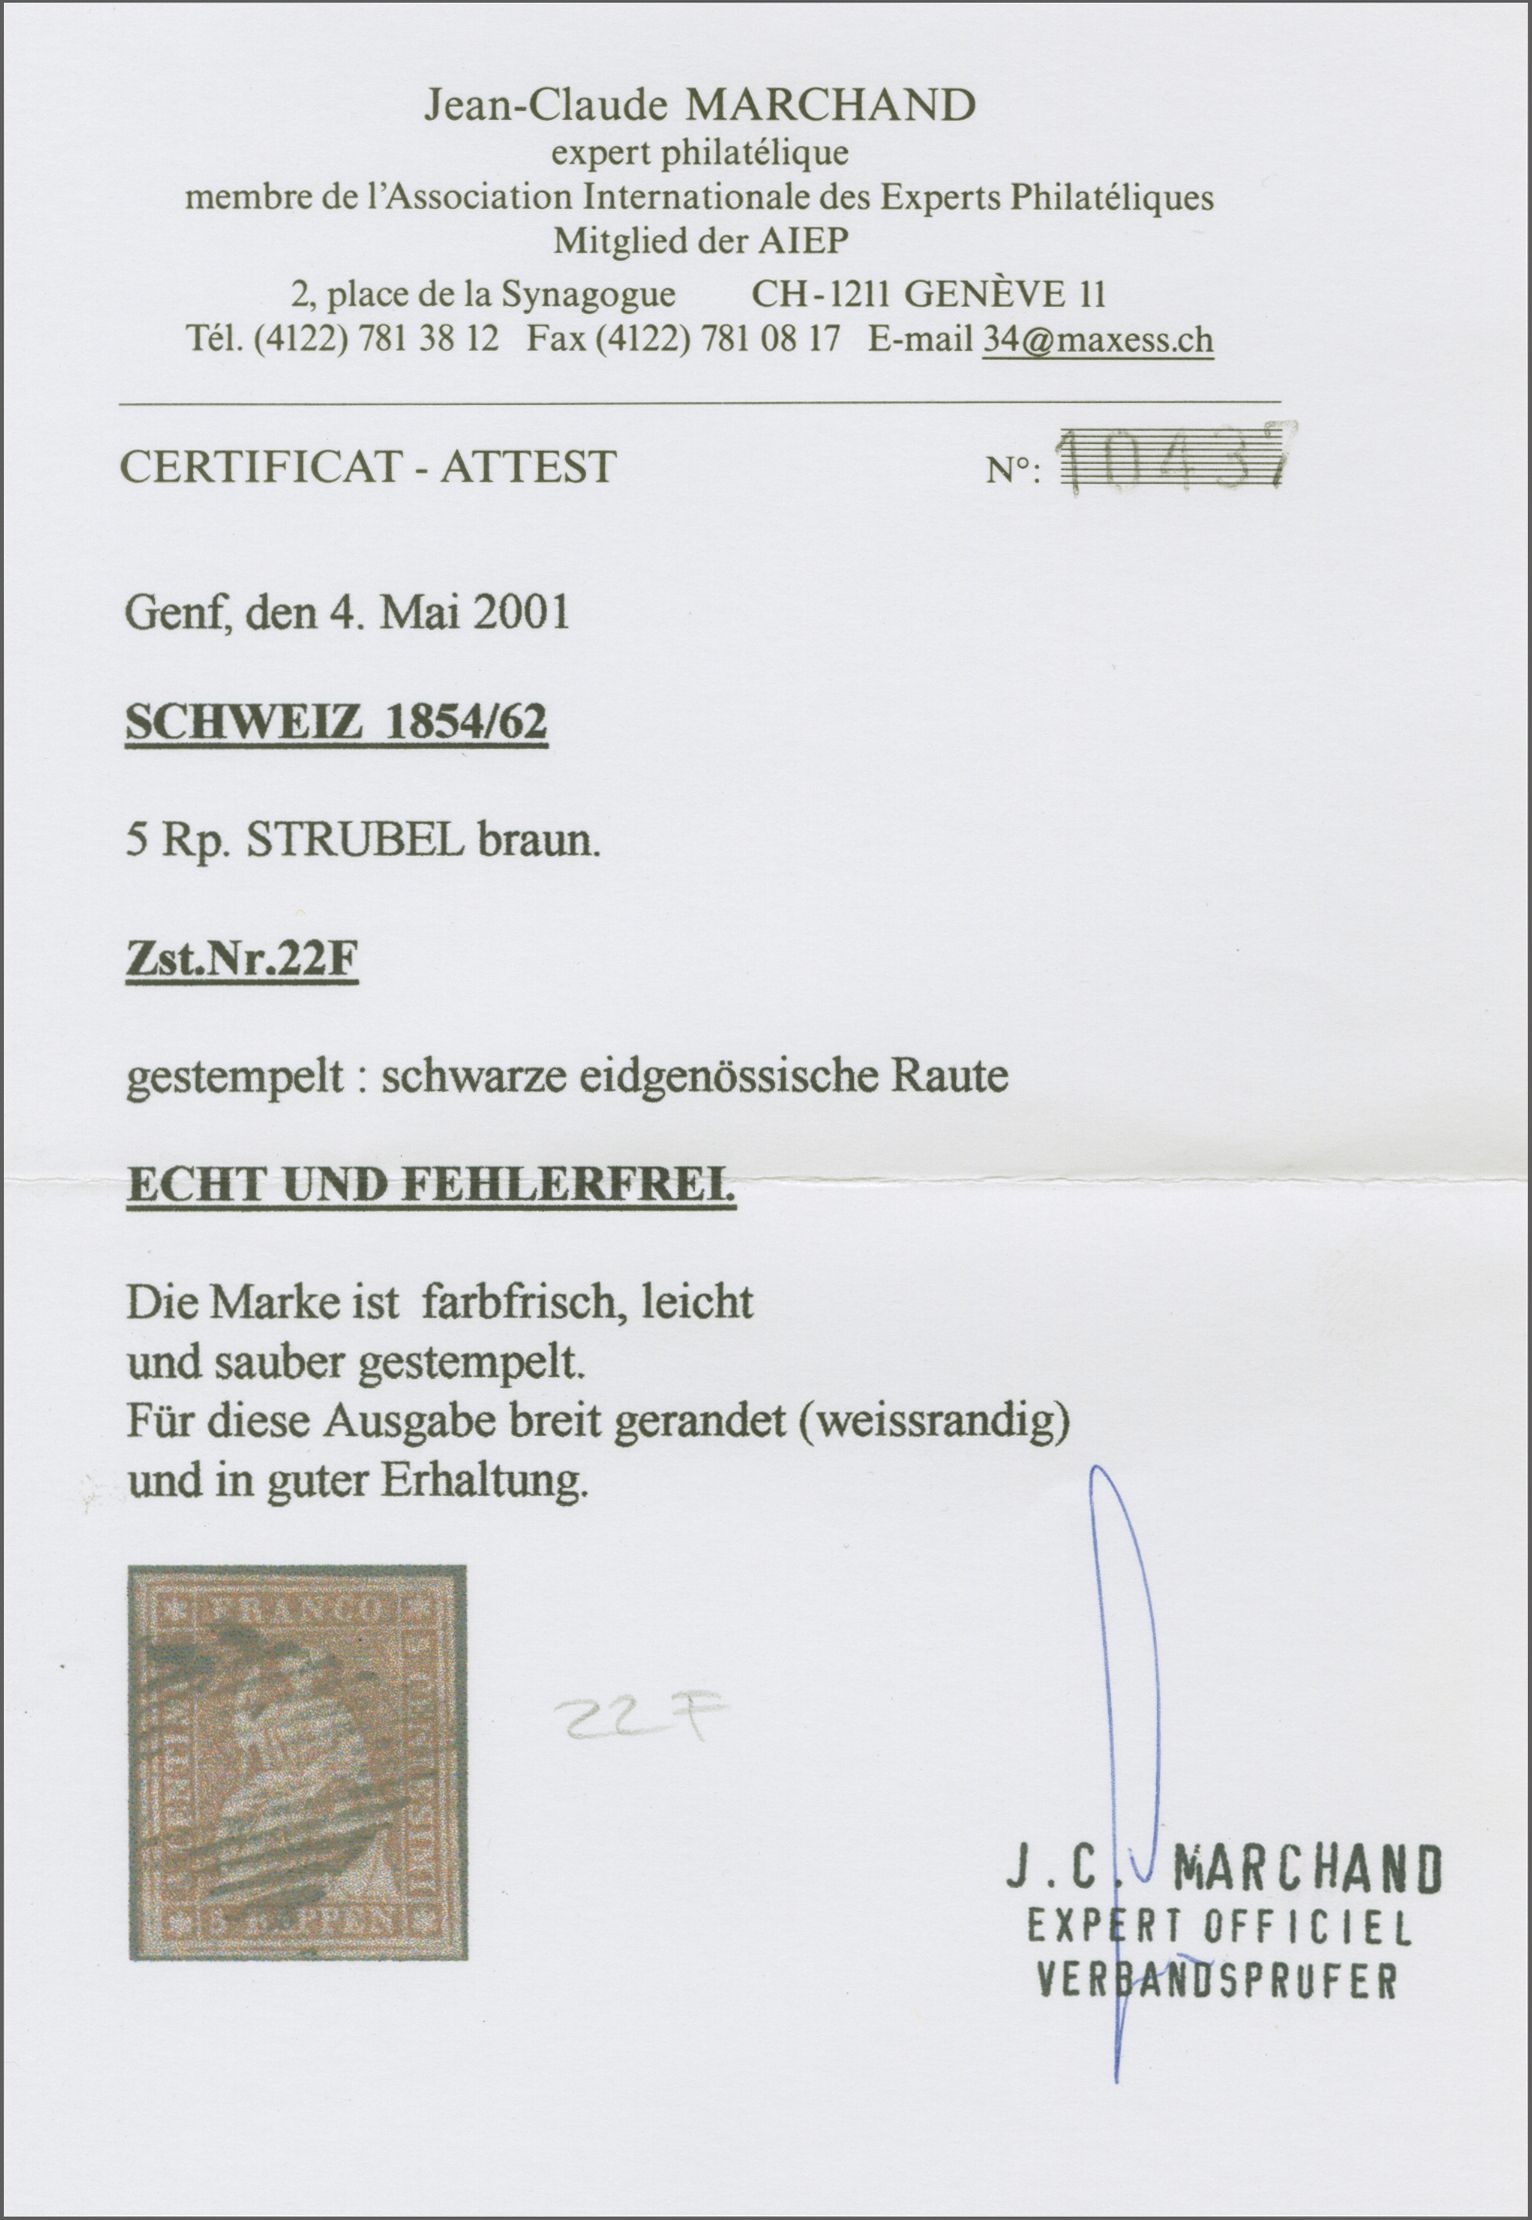 Jean-Claude MARCHAND
expert philatélique
membre de l'Association Internationale des Experts Philatéliques
Mitglied der AIEP
2, place de la Synagogue CH-1211 GENÈVE 11
Tél. (4122) 781 38 12 Fax (4122) 781 08 17 E-mail 34@maxess.ch
CERTIFICAT - ATTEST N°: 10437
Genf, den 4. Mai 2001
SCHWEIZ 1854/62
5 Rp. STRUBEL braun.
Zst.Nr.22F
gestempelt : schwarze eidgenössische Raute
ECHT UND FEHLERFREI.
Die Marke ist farbfrisch, leicht
und sauber gestempelt.
Für diese Ausgabe breit gerandet (weissrandig)
und in guter Erhaltung.
FRANCO
5 RAPPEN
22F
J.C. MARCHAND
EXPERT OFFICIEL
VERBANDSPRUFER